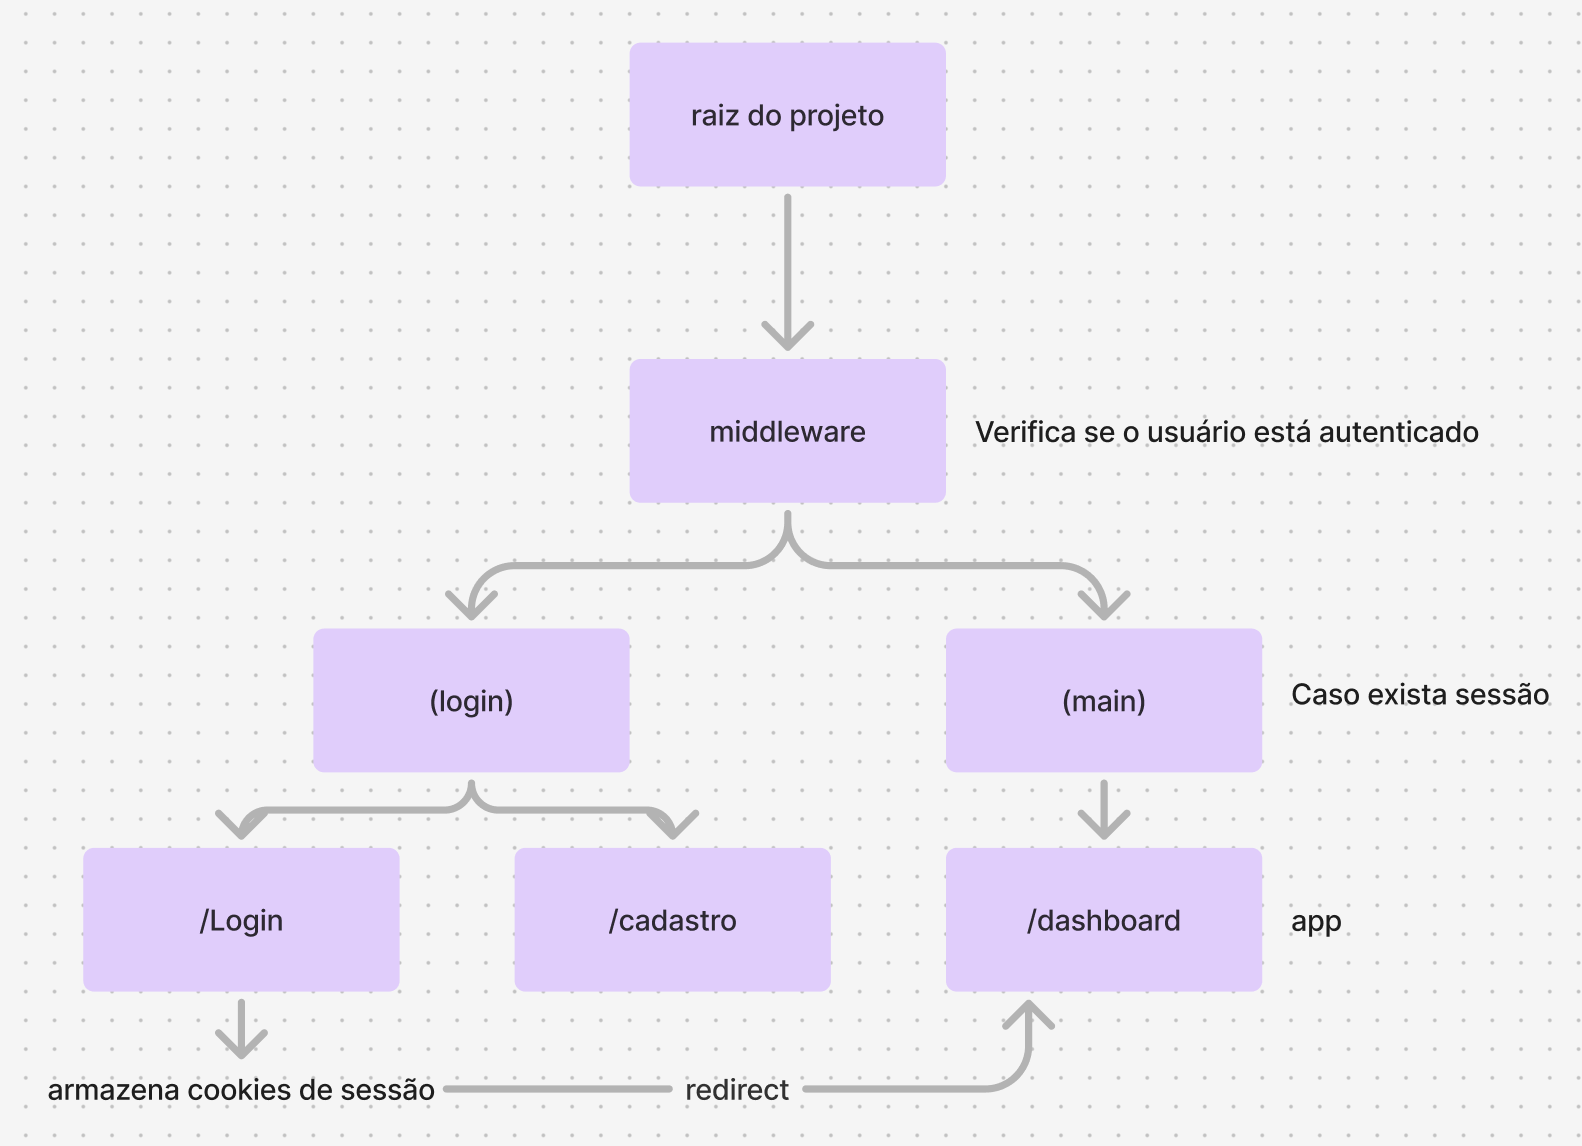 raiz do projeto
middleware
Verifica se o usuário está autenticado
(login)
(main)
Caso exista sessão
/Login
/cadastro
/dashboard
app
armazena cookies de sessão
redirect